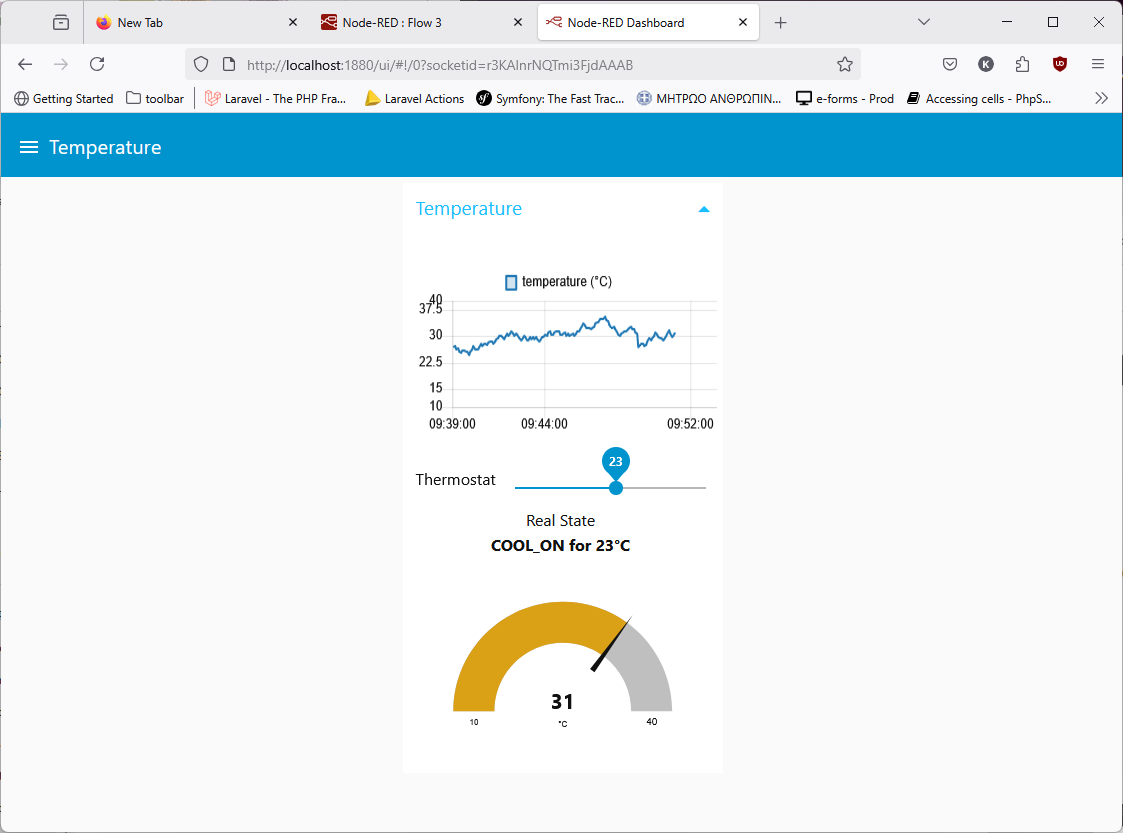 New Tab
Node-RED : Flow 3
Node-RED Dashboard
http://localhost:1880/ui/#!/0?socketid=r3KAlnrNQTmi3FjdAAAB
K
Getting Started
toolbar
Laravel - The PHP Fra...
Laravel Actions
Symfony: The Fast Trac...
ΜΗΤΡΩΟ ΑΝΘΡΩΠΙΝ...
e-forms - Prod
Accessing cells - PhpS...
Temperature
Temperature
temperature (°C)
40
37.5
30
22.5
15
10
09:39:00
09:44:00
09:52:00
23
Thermostat
Real State
COOL_ON for 23°C
31
10
°C
40